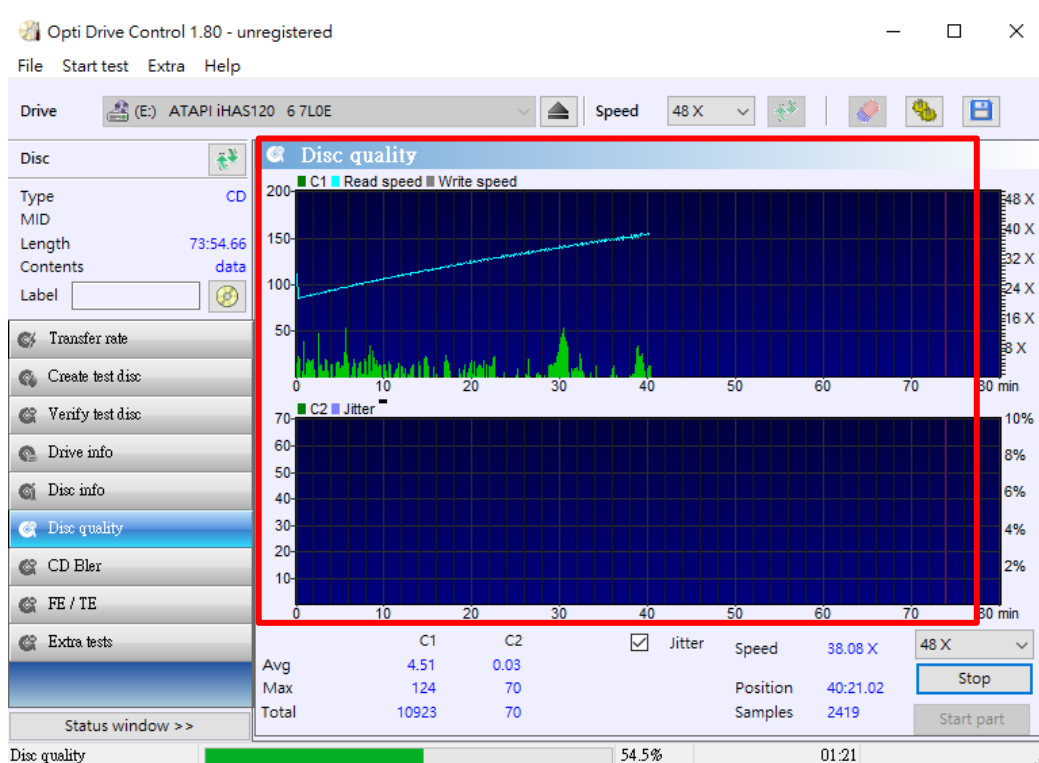 Opti Drive Control 1.80 - unregistered
File Start test Extra Help
Drive (E:) ATAPI iHAS120 6 7L0E Speed 48 X
Disc
Type CD
MID
Length 73:54.66
Contents data
Label
Transfer rate
Create test disc
Verify test disc
Drive info
Disc info
Disc quality
CD Bler
FE / TE
Extra tests
Status window >>
Disc quality
C1 Read speed Write speed
200
150
100
50
48 X
40 X
32 X
24 X
16 X
8 X
0 10 20 30 40 50 60 70 80 min
C2 Jitter
70
60
50
40
30
20
10
10%
8%
6%
4%
2%
0 10 20 30 40 50 60 70 80 min
C1 C2 Jitter Speed 38.08 X 48 X
Avg 4.51 0.03
Max 124 70 Position 40:21.02 Stop
Total 10923 70 Samples 2419 Start part
Disc quality 54.5% 01:21